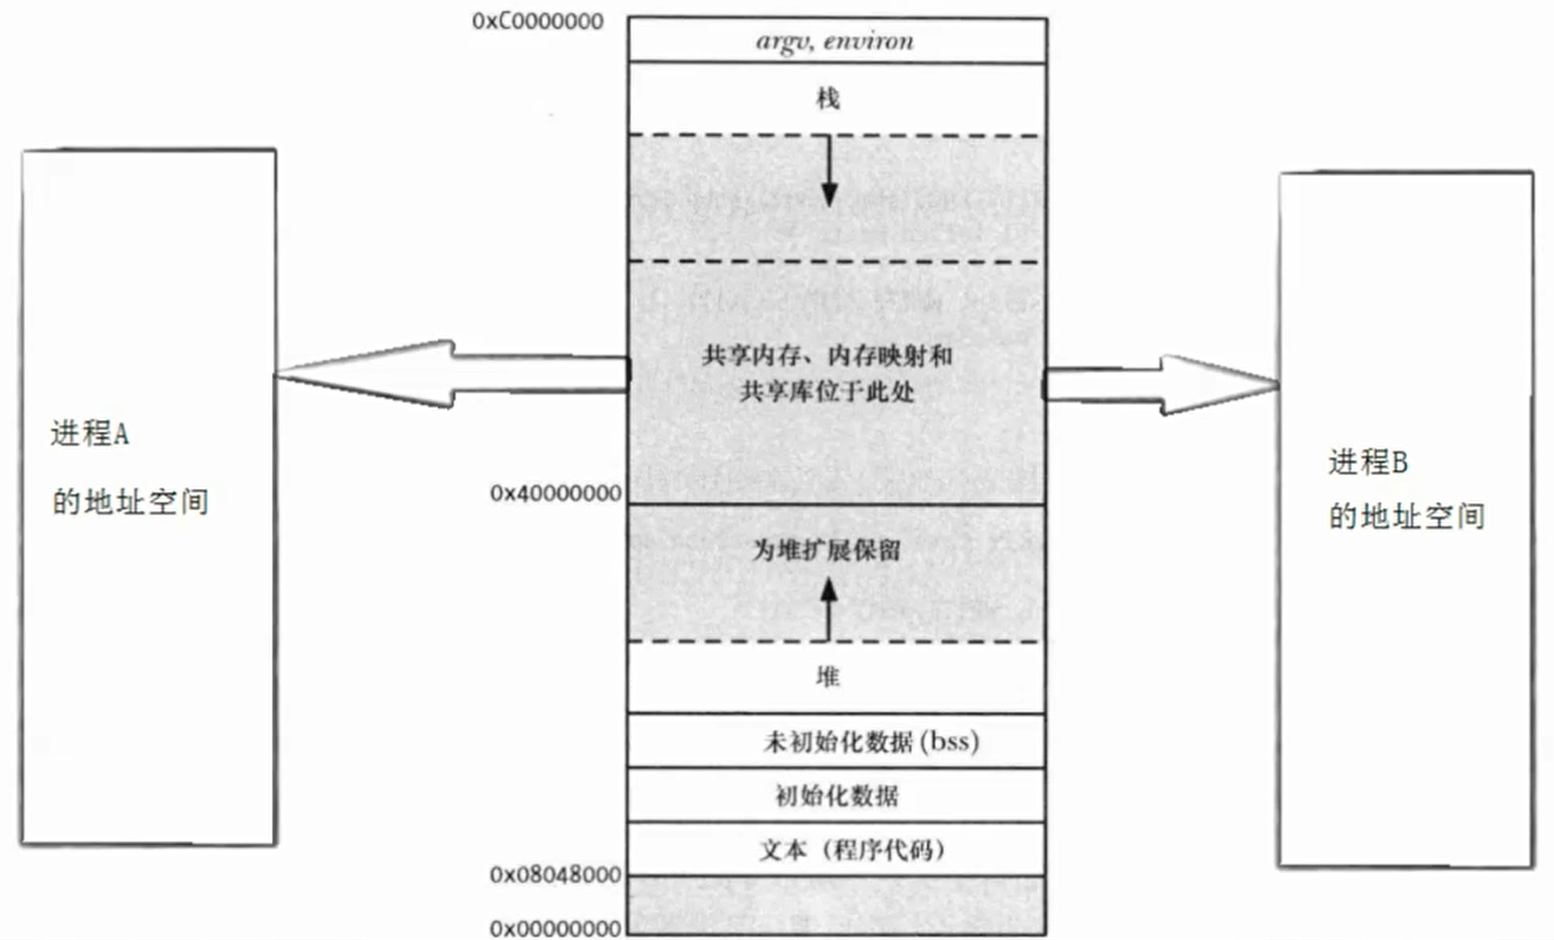 0xC0000000
argv, environ
栈
共享内存、内存映射和
共享库位于此处
进程A
的地址空间
进程B
的地址空间
0x40000000
为堆扩展保留
堆
未初始化数据(bss)
初始化数据
文本（程序代码）
0x08048000
0x00000000